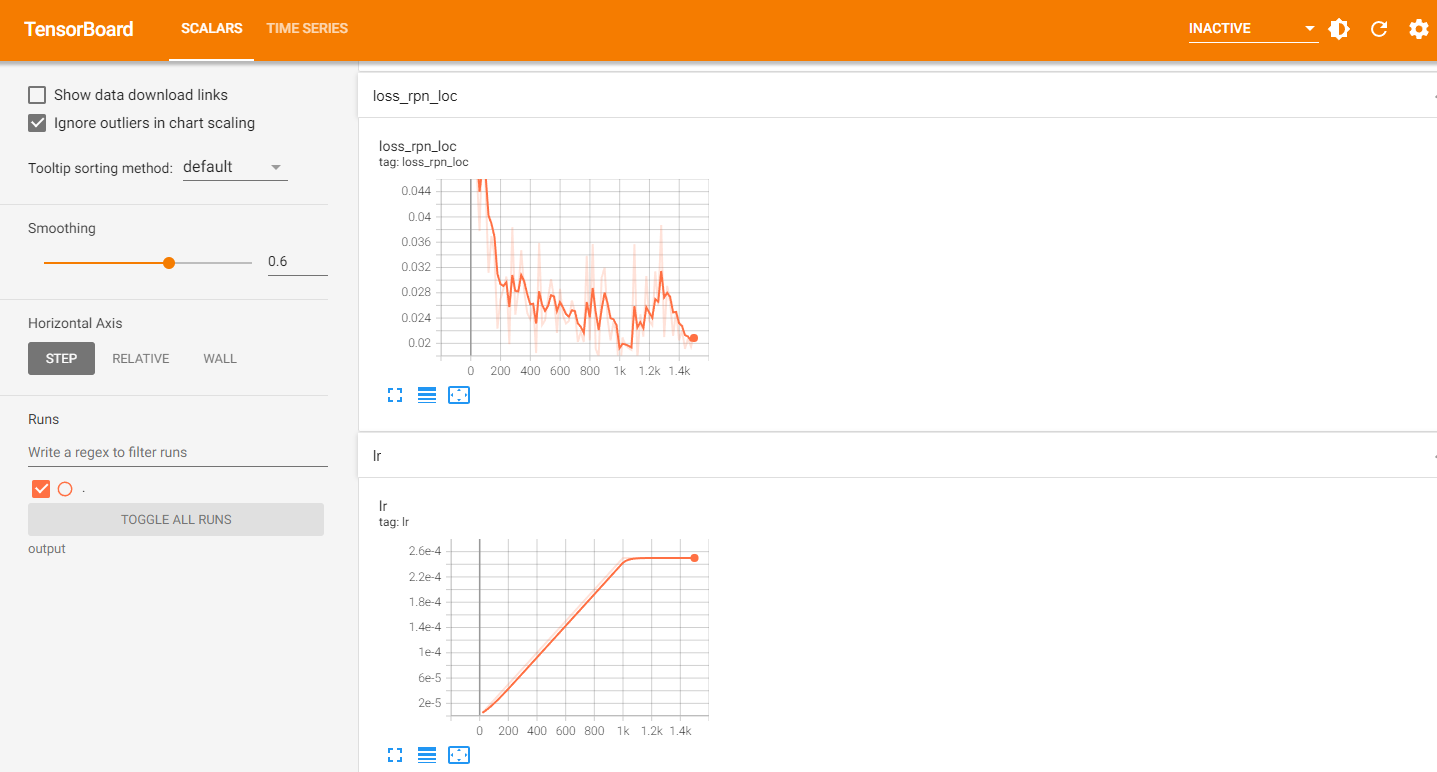 TensorBoard SCALARS TIME SERIES INACTIVE
Show data download links
Ignore outliers in chart scaling
Tooltip sorting method: default
Smoothing
0.6
Horizontal Axis
STEP RELATIVE WALL
Runs
Write a regex to filter runs
.
TOGGLE ALL RUNS
output
loss_rpn_loc
loss_rpn_loc
tag: loss_rpn_loc
0.044
0.04
0.036
0.032
0.028
0.024
0.02
0 200 400 600 800 1k 1.2k 1.4k
lr
lr
tag: lr
2.6e-4
2.2e-4
1.8e-4
1.4e-4
1e-4
6e-5
2e-5
0 200 400 600 800 1k 1.2k 1.4k